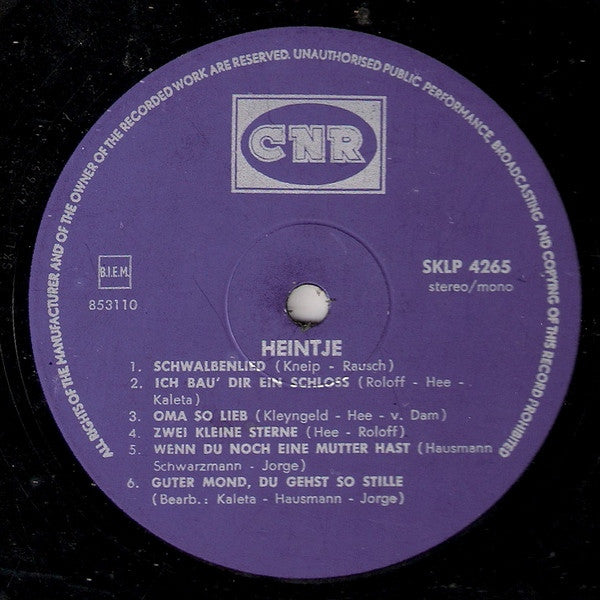 ALL RIGHTS OF THE MANUFACTURER AND OF THE OWNER OF THE RECORDED WORK ARE RESERVED. UNAUTHORISED PUBLIC PERFORMANCE, BROADCASTING AND COPYING OF THIS RECORD PROHIBITED
CNR
B.I.E.M.
853110
SKLP 4265
stereo/mono
HEINTJE
1. SCHWALBENLIED (Kneip - Rausch)
2. ICH BAU' DIR EIN SCHLOSS (Roloff - Hee -
Kaleta)
3. OMA SO LIEB (Kleyngeld - Hee - v. Dam)
4. ZWEI KLEINE STERNE (Hee - Roloff)
5. WENN DU NOCH EINE MUTTER HAST (Hausmann
Schwarzmann - Jorge)
6. GUTER MOND, DU GEHST SO STILLE
(Bearb.: Kaleta - Hausmann - Jorge)